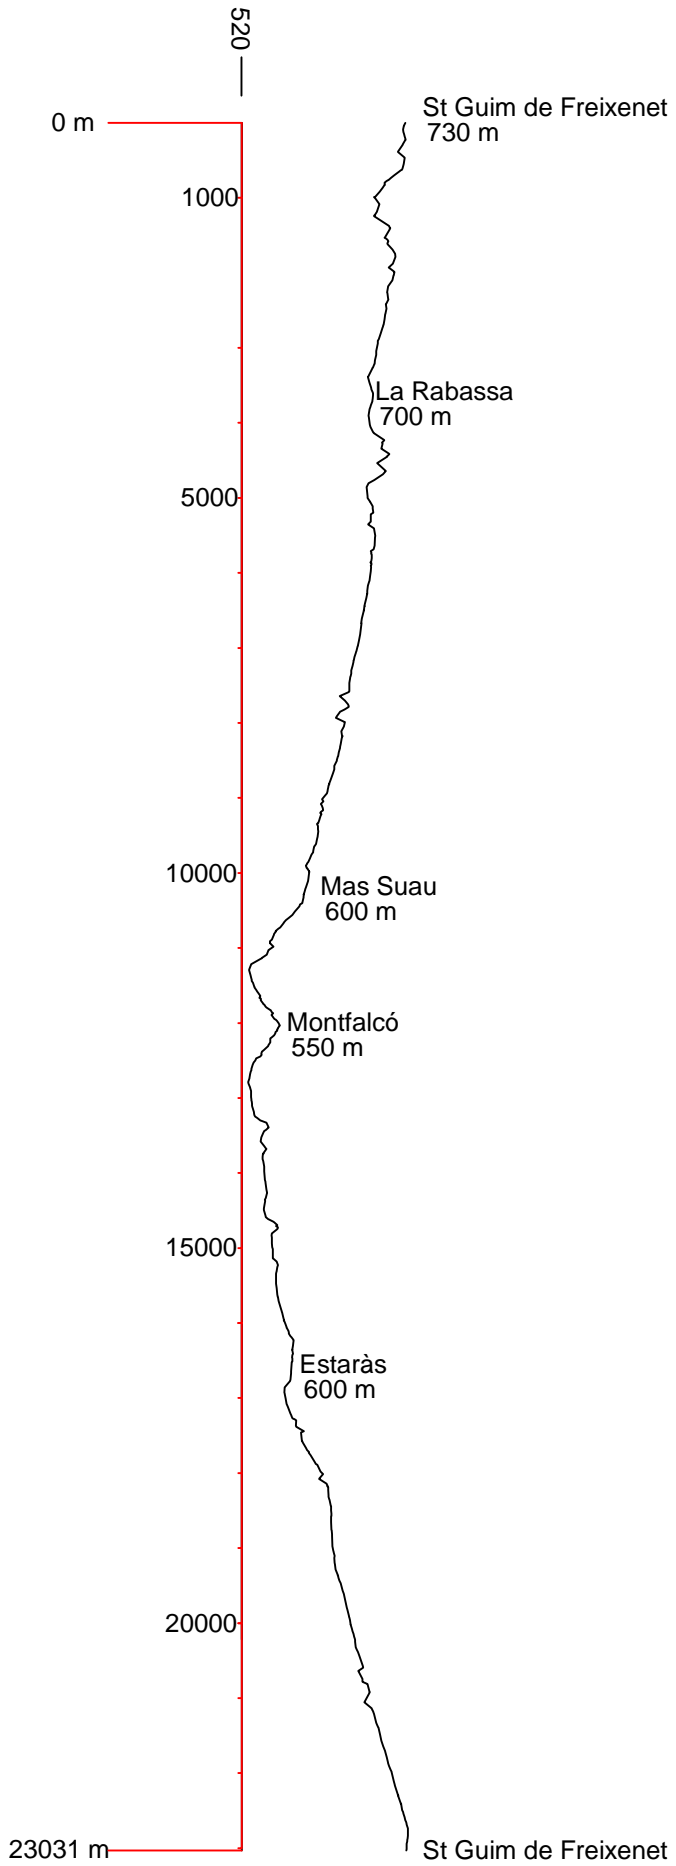 520
St Guim de Freixenet
730 m
0 m
1000
La Rabassa
700 m
5000
10000
Mas Suau
600 m
Montfalcó
550 m
15000
Estaràs
600 m
20000
23031 m
St Guim de Freixenet